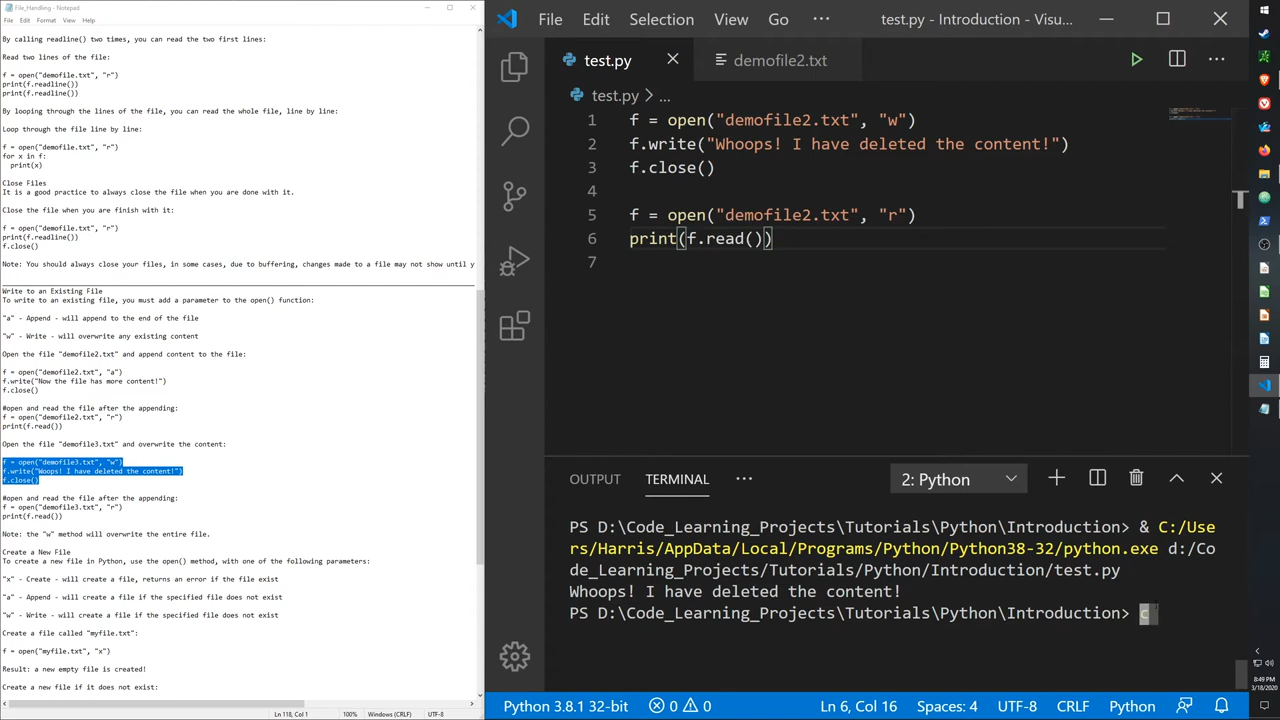 File_Handling - Notepad
File Edit Format View Help
By calling readline() two times, you can read the two first lines:
Read two lines of the file:
f = open("demofile.txt", "r")
print(f.readline())
print(f.readline())
By looping through the lines of the file, you can read the whole file, line by line:
Loop through the file line by line:
f = open("demofile.txt", "r")
for x in f:
  print(x)
Close Files
It is a good practice to always close the file when you are done with it.
Close the file when you are finish with it:
f = open("demofile.txt", "r")
print(f.readline())
f.close()
Note: You should always close your files, in some cases, due to buffering, changes made to a file may not show until y
Write to an Existing File
To write to an existing file, you must add a parameter to the open() function:
"a" - Append - will append to the end of the file
"w" - Write - will overwrite any existing content
Open the file "demofile2.txt" and append content to the file:
f = open("demofile2.txt", "a")
f.write("Now the file has more content!")
f.close()
#open and read the file after the appending:
f = open("demofile2.txt", "r")
print(f.read())
Open the file "demofile3.txt" and overwrite the content:
f = open("demofile3.txt", "w")
f.write("Woops! I have deleted the content!")
f.close()
#open and read the file after the appending:
f = open("demofile3.txt", "r")
print(f.read())
Note: the "w" method will overwrite the entire file.
Create a New File
To create a new file in Python, use the open() method, with one of the following parameters:
"x" - Create - will create a file, returns an error if the file exist
"a" - Append - will create a file if the specified file does not exist
"w" - Write - will create a file if the specified file does not exist
Create a file called "myfile.txt":
f = open("myfile.txt", "x")
Result: a new empty file is created!
Create a new file if it does not exist:
Ln 118, Col 1 100% Windows (CRLF) UTF-8
File Edit Selection View Go ··· test.py - Introduction - Visu...
test.py demofile2.txt
test.py > ...
1 f = open("demofile2.txt", "w")
2 f.write("Whoops! I have deleted the content!")
3 f.close()
4
5 f = open("demofile2.txt", "r")
6 print(f.read())
7
OUTPUT TERMINAL ··· 2: Python
PS D:\Code_Learning_Projects\Tutorials\Python\Introduction> & C:/Use
rs/Harris/AppData/Local/Programs/Python/Python38-32/python.exe d:/Co
de_Learning_Projects/Tutorials/Python/Introduction/test.py
Whoops! I have deleted the content!
PS D:\Code_Learning_Projects\Tutorials\Python\Introduction> c
Python 3.8.1 32-bit 0 0 Ln 6, Col 16 Spaces: 4 UTF-8 CRLF Python
8:49 PM
3/18/2020